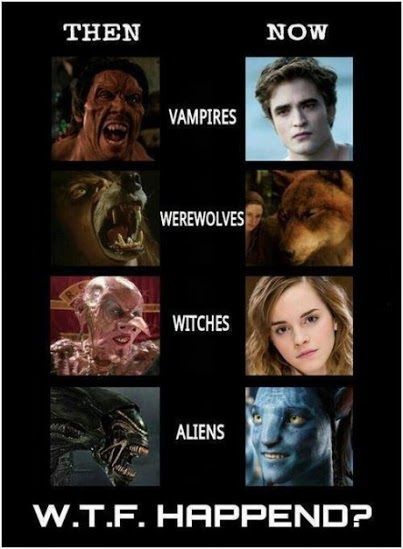 THEN NOW
VAMPIRES
WEREWOLVES
WITCHES
ALIENS
W.T.F. HAPPEND?